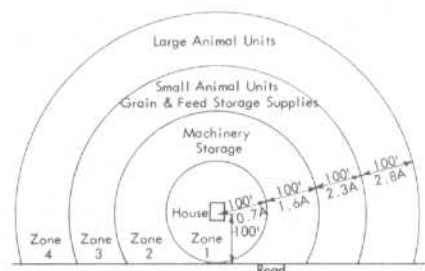 Large Animal Units
Small Animal Units
Grain & Feed Storage Supplies
Machinery
Storage
100'
2.8A
100'
2.3A
100'
1.6A
100'
0.7A
House
100'
Zone
4
Zone
3
Zone
2
Zone
1
Road